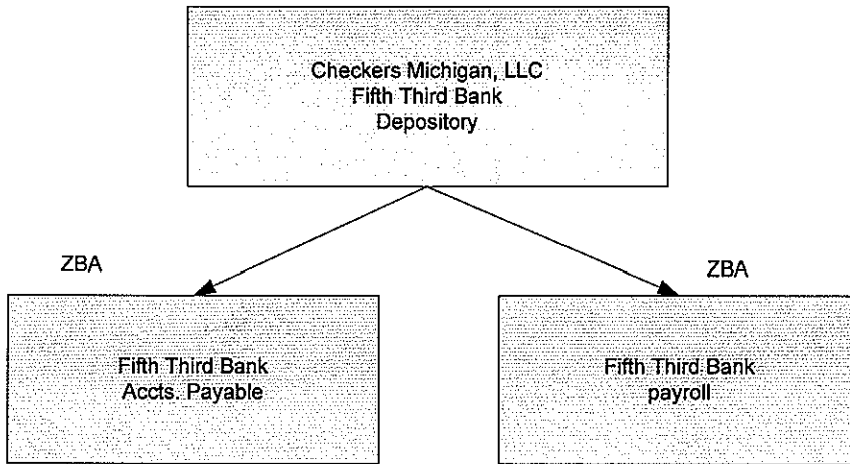 Checkers Michigan, LLC
Fifth Third Bank
Depository
ZBA
ZBA
Fifth Third Bank
Accts. Payable
Fifth Third Bank
payroll